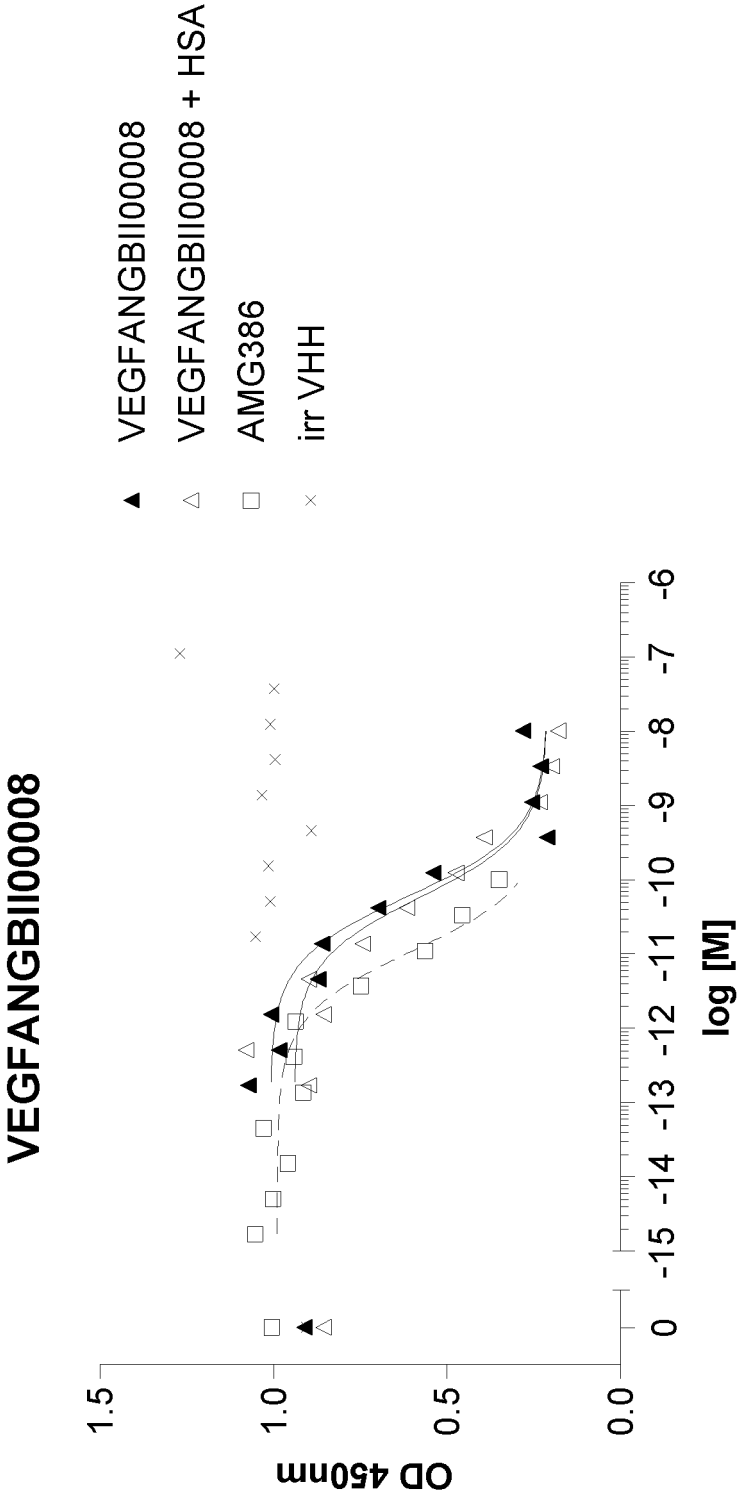 VEGFANGBII00008
VEGFANGBII00008
VEGFANGBII00008 + HSA
AMG386
irr VHH
OD 450nm
1.5
1.0
0.5
0.0
0 -15 -14 -13 -12 -11 -10 -9 -8 -7 -6
log [M]